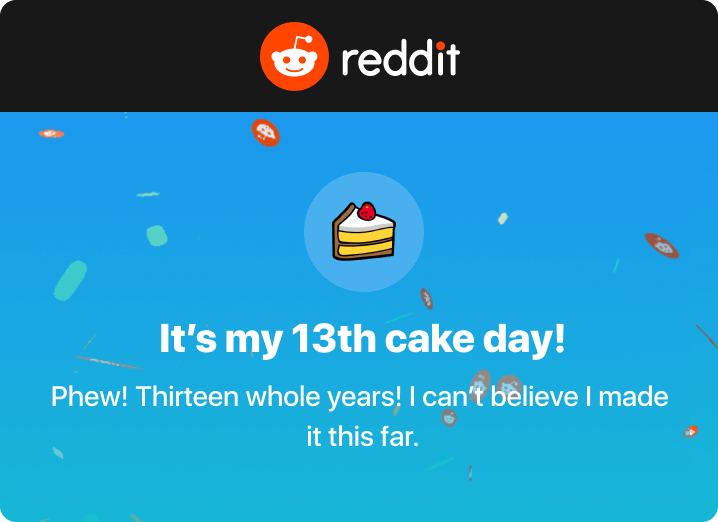 reddit
It’s my 13th cake day!
Phew! Thirteen whole years! I can’t believe I made
it this far.